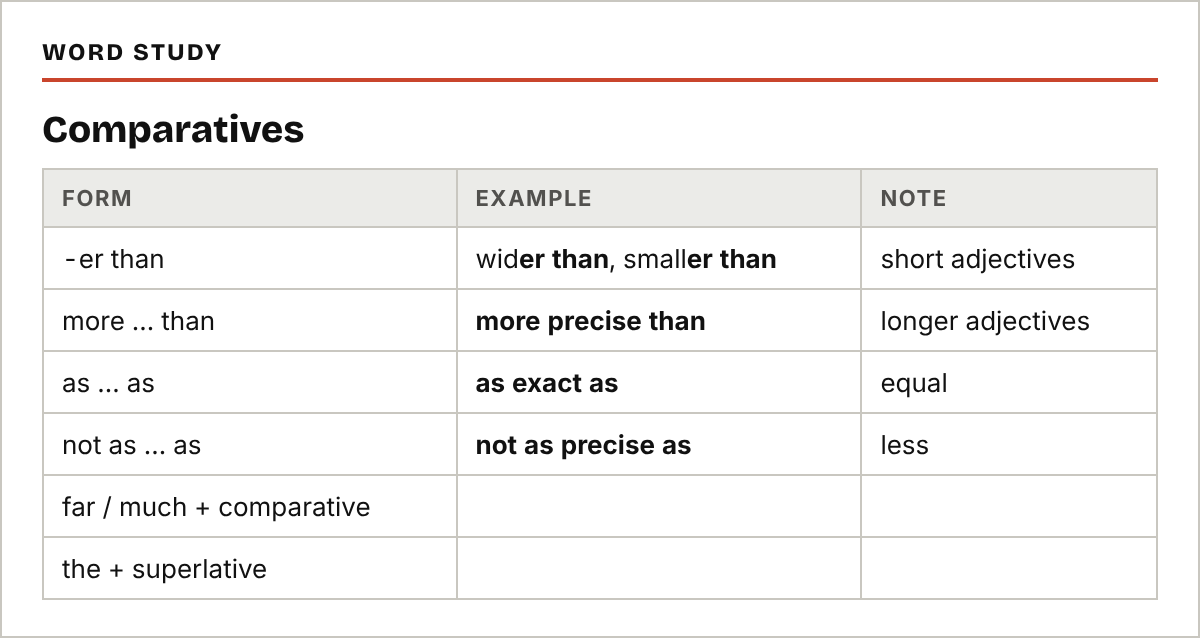 WORD STUDY
Comparatives
FORM EXAMPLE NOTE
-er than wider than, smaller than short adjectives
more ... than more precise than longer adjectives
as ... as as exact as equal
not as ... as not as precise as less
far / much + comparative
the + superlative